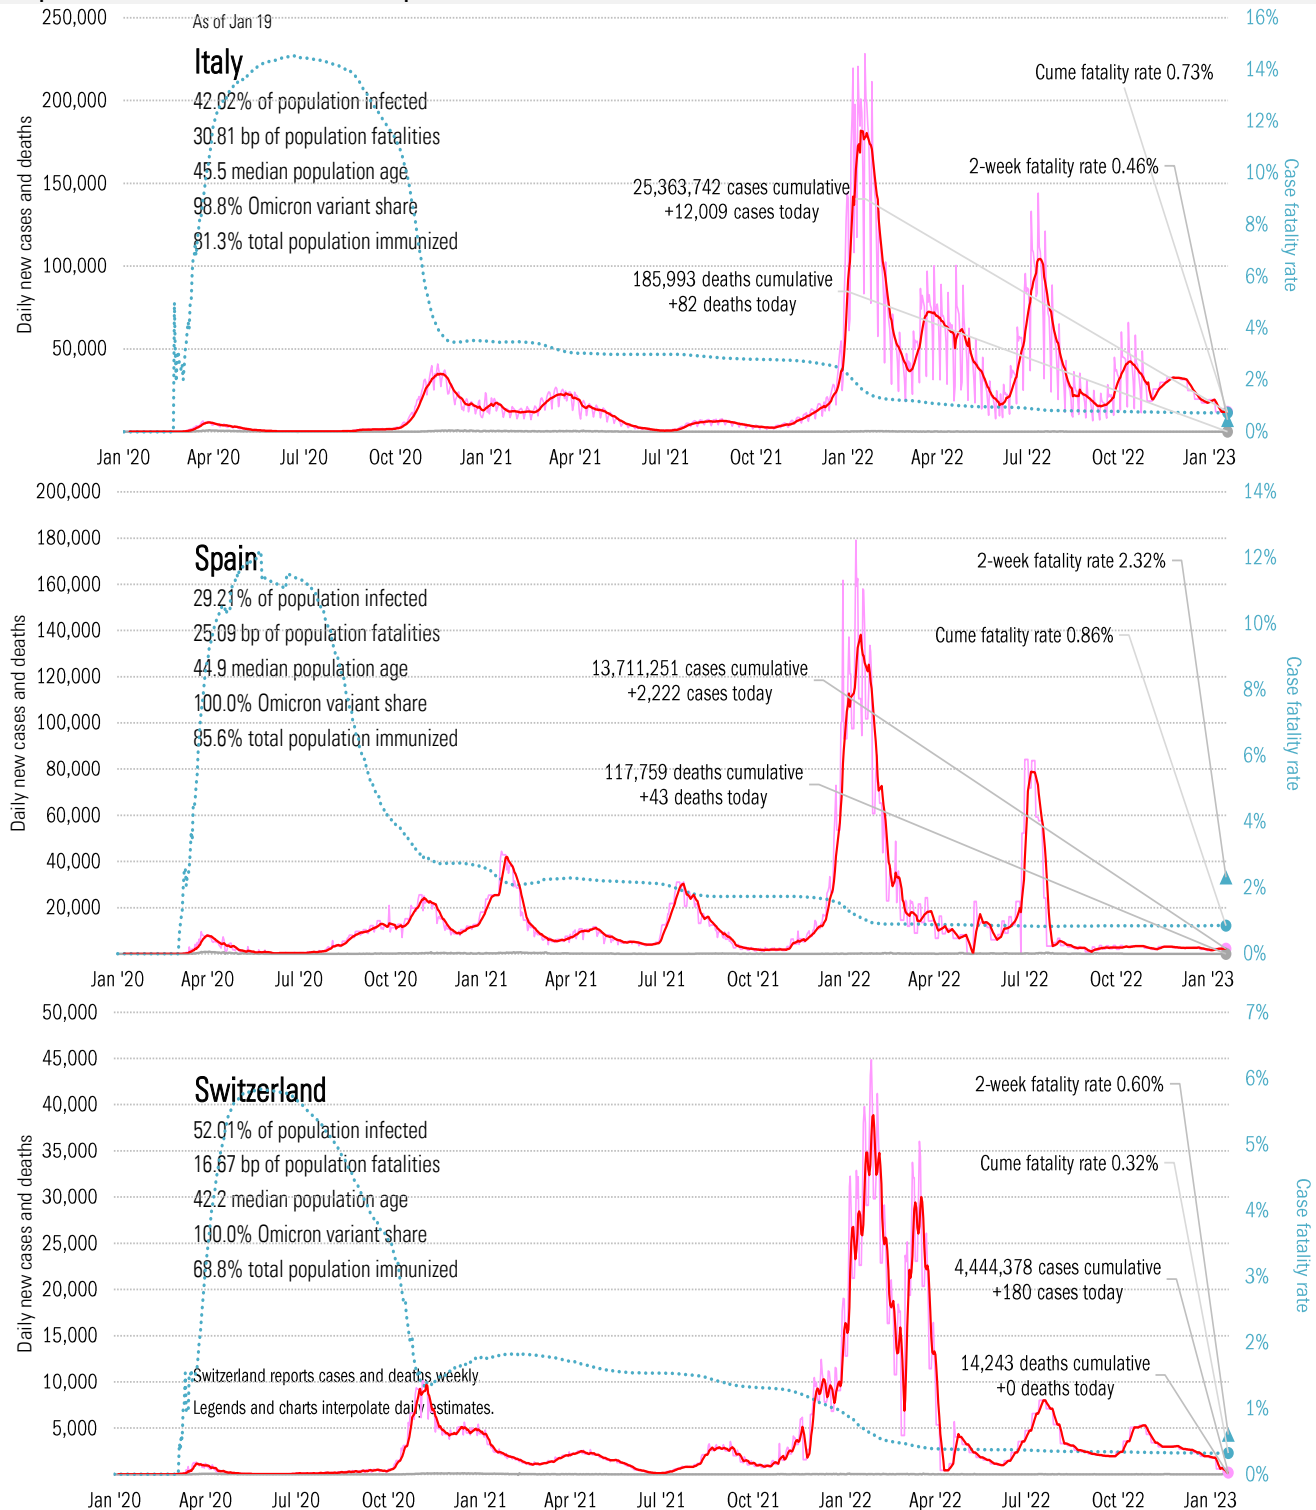 250,000
As of Jan 19
16%
Italy
14%
Cume fatality rate 0.73%
200,000
42.92% of population infected
12%
30.81 bp of population fatalities
2-week fatality rate 0.46%
10%
45.5 median population age
150,000
25,363,742 cases cumulative
+12,009 cases today
98.8% Omicron variant share
8%
81.3% total population immunized
100,000
6%
185,993 deaths cumulative
+82 deaths today
4%
50,000
2%
0%
Daily new cases and deaths
Case fatality rate
Jan '20 Apr '20 Jul '20 Oct '20 Jan '21 Apr '21 Jul '21 Oct '21 Jan '22 Apr '22 Jul '22 Oct '22 Jan '23
200,000
14%
180,000
Spain
12%
2-week fatality rate 2.32%
160,000
29.21% of population infected
10%
140,000
25.09 bp of population fatalities
Cume fatality rate 0.86%
44.9 median population age
13,711,251 cases cumulative
+2,222 cases today
120,000
8%
100.0% Omicron variant share
100,000
85.6% total population immunized
6%
80,000
117,759 deaths cumulative
+43 deaths today
60,000
4%
40,000
2%
20,000
0%
Daily new cases and deaths
Case fatality rate
Jan '20 Apr '20 Jul '20 Oct '20 Jan '21 Apr '21 Jul '21 Oct '21 Jan '22 Apr '22 Jul '22 Oct '22 Jan '23
50,000
7%
45,000
Switzerland
6%
2-week fatality rate 0.60%
40,000
52.01% of population infected
5%
35,000
16.67 bp of population fatalities
Cume fatality rate 0.32%
30,000
42.2 median population age
4%
100.0% Omicron variant share
25,000
68.8% total population immunized
4,444,378 cases cumulative
+180 cases today
3%
20,000
15,000
2%
14,243 deaths cumulative
+0 deaths today
Switzerland reports cases and deaths weekly
10,000
Legends and charts interpolate daily estimates.
1%
5,000
0%
Daily new cases and deaths
Case fatality rate
Jan '20 Apr '20 Jul '20 Oct '20 Jan '21 Apr '21 Jul '21 Oct '21 Jan '22 Apr '22 Jul '22 Oct '22 Jan '23